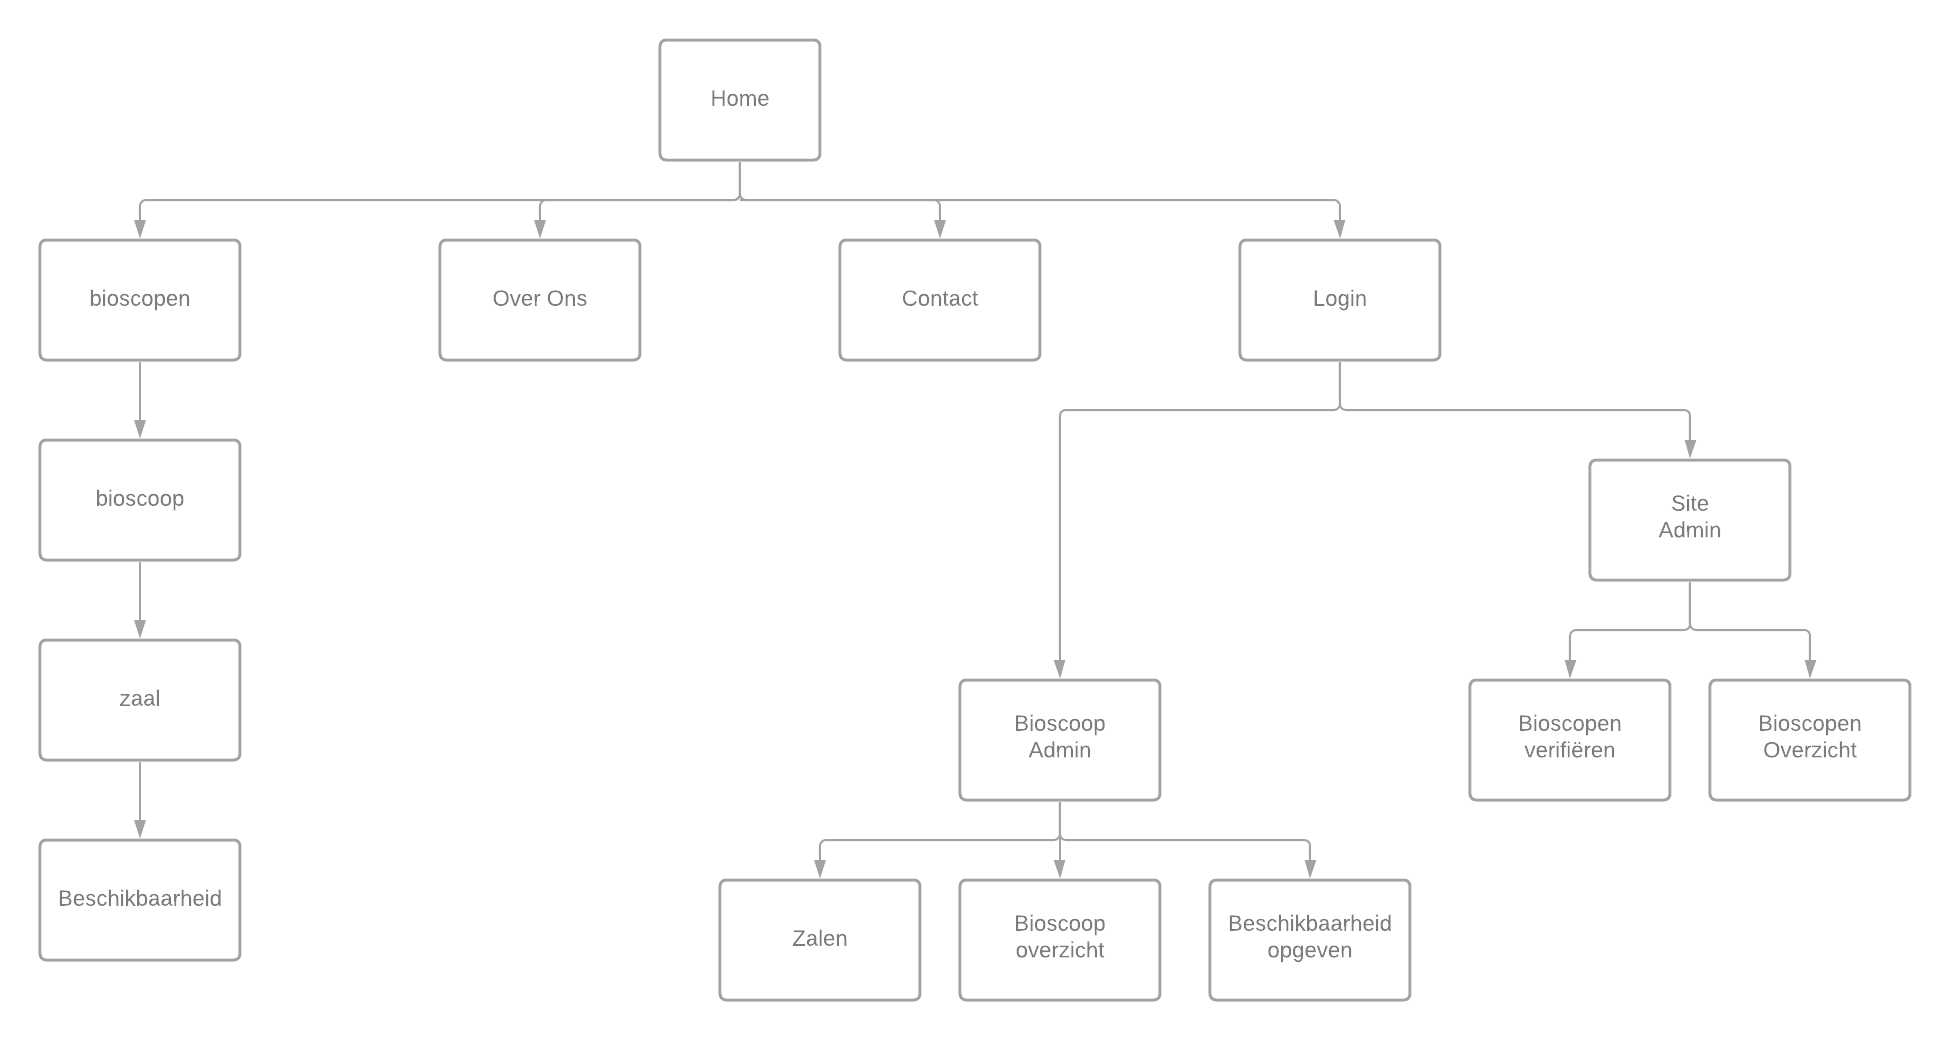 Home
bioscopen
Over Ons
Contact
Login
bioscoop
Site
Admin
zaal
Bioscoop
Admin
Bioscopen
verifiëren
Bioscopen
Overzicht
Beschikbaarheid
Zalen
Bioscoop
overzicht
Beschikbaarheid
opgeven